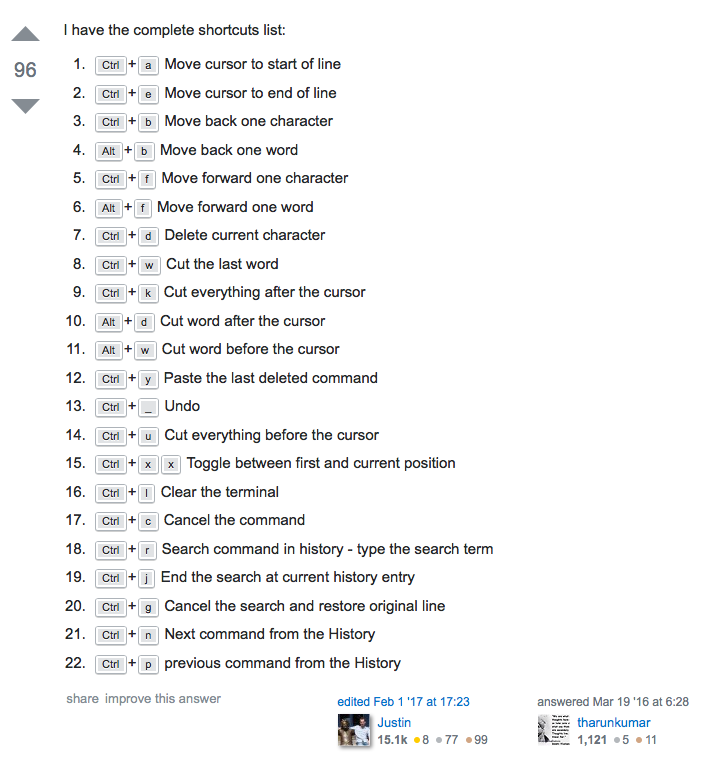 I have the complete shortcuts list:
96
1. Ctrl + a Move cursor to start of line
2. Ctrl + e Move cursor to end of line
3. Ctrl + b Move back one character
4. Alt + b Move back one word
5. Ctrl + f Move forward one character
6. Alt + f Move forward one word
7. Ctrl + d Delete current character
8. Ctrl + w Cut the last word
9. Ctrl + k Cut everything after the cursor
10. Alt + d Cut word after the cursor
11. Alt + w Cut word before the cursor
12. Ctrl + y Paste the last deleted command
13. Ctrl + _ Undo
14. Ctrl + u Cut everything before the cursor
15. Ctrl + x x Toggle between first and current position
16. Ctrl + l Clear the terminal
17. Ctrl + c Cancel the command
18. Ctrl + r Search command in history - type the search term
19. Ctrl + j End the search at current history entry
20. Ctrl + g Cancel the search and restore original line
21. Ctrl + n Next command from the History
22. Ctrl + p previous command from the History
share improve this answer
edited Feb 1 '17 at 17:23
Justin
15.1k 8 77 99
answered Mar 19 '16 at 6:28
tharunkumar
1,121 5 11